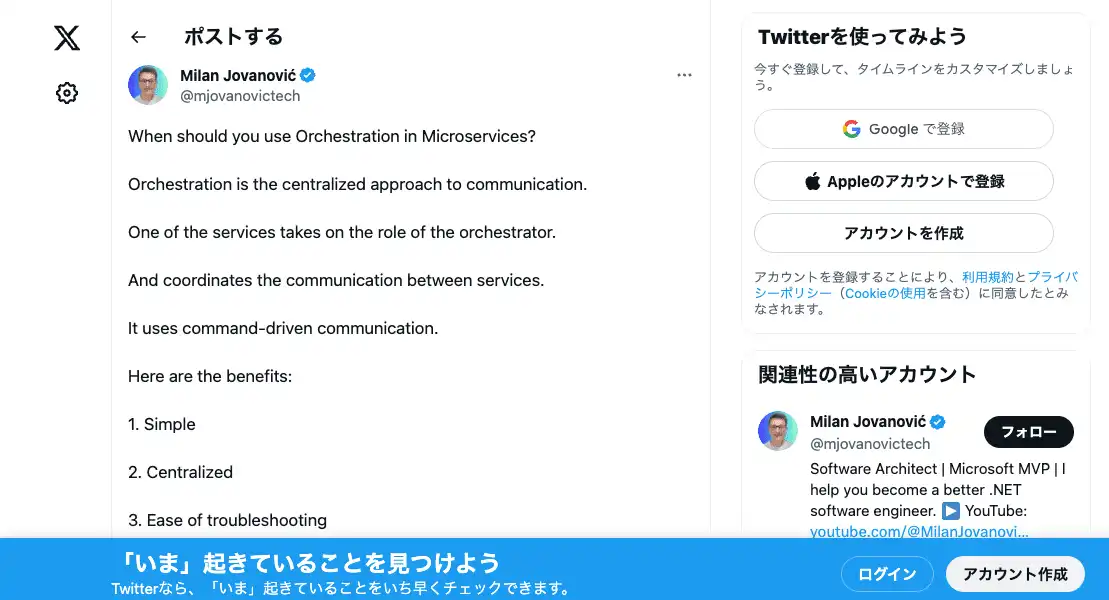 ポストする
Milan Jovanović
@mjovanovictech
When should you use Orchestration in Microservices?
Orchestration is the centralized approach to communication.
One of the services takes on the role of the orchestrator.
And coordinates the communication between services.
It uses command-driven communication.
Here are the benefits:
1. Simple
2. Centralized
3. Ease of troubleshooting
Twitterを使ってみよう
今すぐ登録して、タイムラインをカスタマイズしましょ
う。
Google で登録
Appleのアカウントで登録
アカウントを作成
アカウントを登録することにより、利用規約とプライバ
シーポリシー（Cookieの使用を含む）に同意したとみ
なされます。
関連性の高いアカウント
Milan Jovanović
@mjovanovictech
フォロー
Software Architect | Microsoft MVP | I
help you become a better .NET
software engineer. ▶️ YouTube:
youtube.com/@MilanJovanovi…
「いま」起きていることを見つけよう
Twitterなら、「いま」起きていることをいち早くチェックできます。
ログイン
アカウント作成